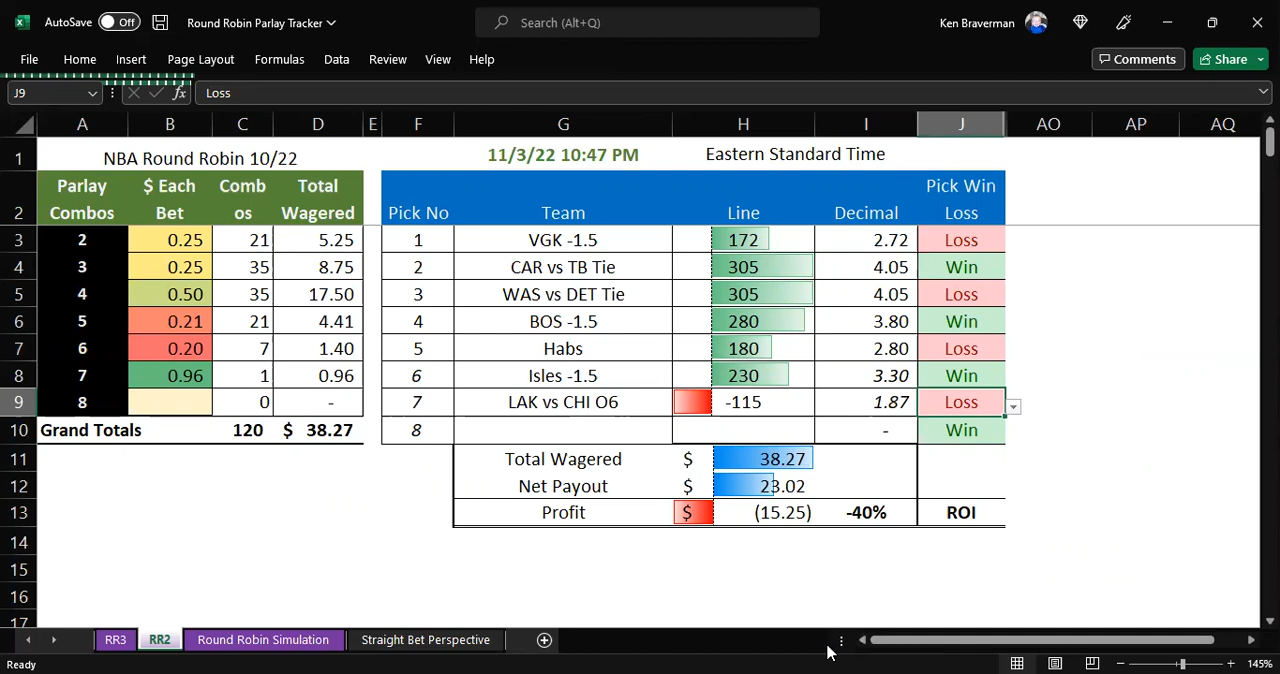 AutoSave Off Round Robin Parlay Tracker Search (Alt+Q) Ken Braverman
File Home Insert Page Layout Formulas Data Review View Help Comments Share
J9 fx Loss
A B C D E F G H I J AO AP AQ
1 NBA Round Robin 10/22 11/3/22 10:47 PM Eastern Standard Time
Parlay $ Each Comb Total Pick Win
2 Combos Bet os Wagered Pick No Team Line Decimal Loss
3 2 0.25 21 5.25 1 VGK -1.5 172 2.72 Loss
4 3 0.25 35 8.75 2 CAR vs TB Tie 305 4.05 Win
5 4 0.50 35 17.50 3 WAS vs DET Tie 305 4.05 Loss
6 5 0.21 21 4.41 4 BOS -1.5 280 3.80 Win
7 6 0.20 7 1.40 5 Habs 180 2.80 Loss
8 7 0.96 1 0.96 6 Isles -1.5 230 3.30 Win
9 8 0 - 7 LAK vs CHI O6 -115 1.87 Loss
10 Grand Totals 120 $ 38.27 8 - Win
11 Total Wagered $ 38.27
12 Net Payout $ 23.02
13 Profit $ (15.25) -40% ROI
14
15
16
17
RR3 RR2 Round Robin Simulation Straight Bet Perspective
Ready 145%